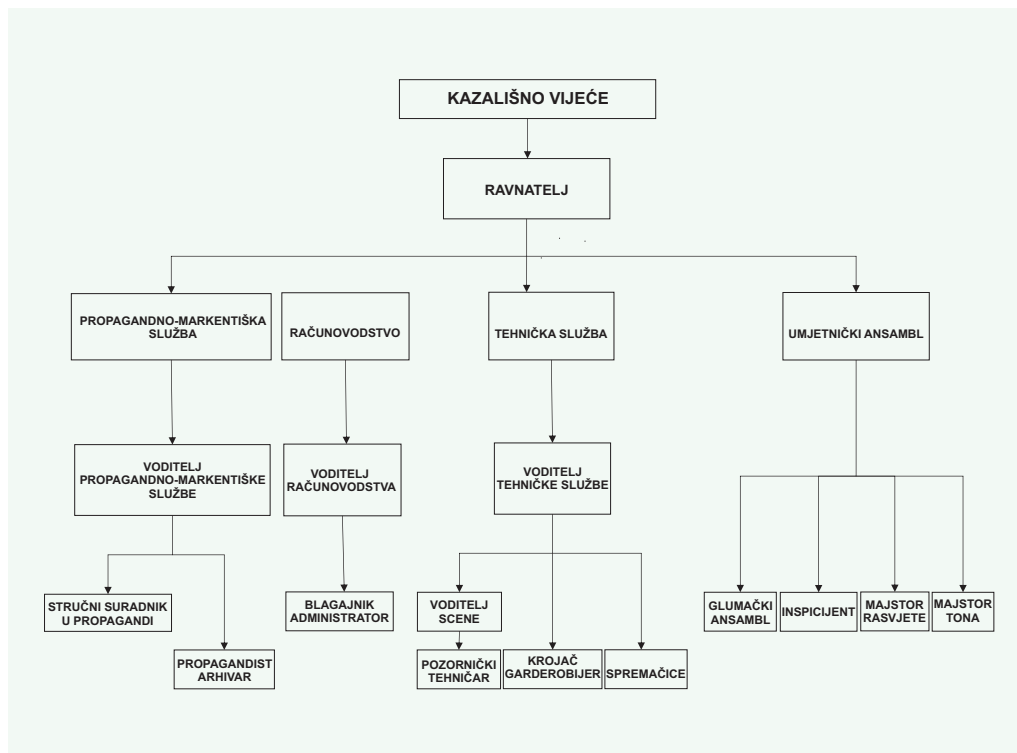 KAZALIŠNO VIJEĆE
RAVNATELJ
PROPAGANDNO-MARKENTIŠKA
SLUŽBA
RAČUNOVODSTVO
TEHNIČKA SLUŽBA
UMJETNIČKI ANSAMBL
VODITELJ
PROPAGANDNO-MARKENTIŠKE
SLUŽBE
VODITELJ
RAČUNOVODSTVA
VODITELJ
TEHNIČKE SLUŽBE
STRUČNI SURADNIK
U PROPAGANDI
BLAGAJNIK
ADMINISTRATOR
VODITELJ
SCENE
GLUMAČKI
ANSAMBL
INSPICIJENT
MAJSTOR
RASVJETE
MAJSTOR
TONA
PROPAGANDIST
ARHIVAR
POZORNIČKI
TEHNIČAR
KROJAČ
GARDEROBIJER
SPREMAČICE